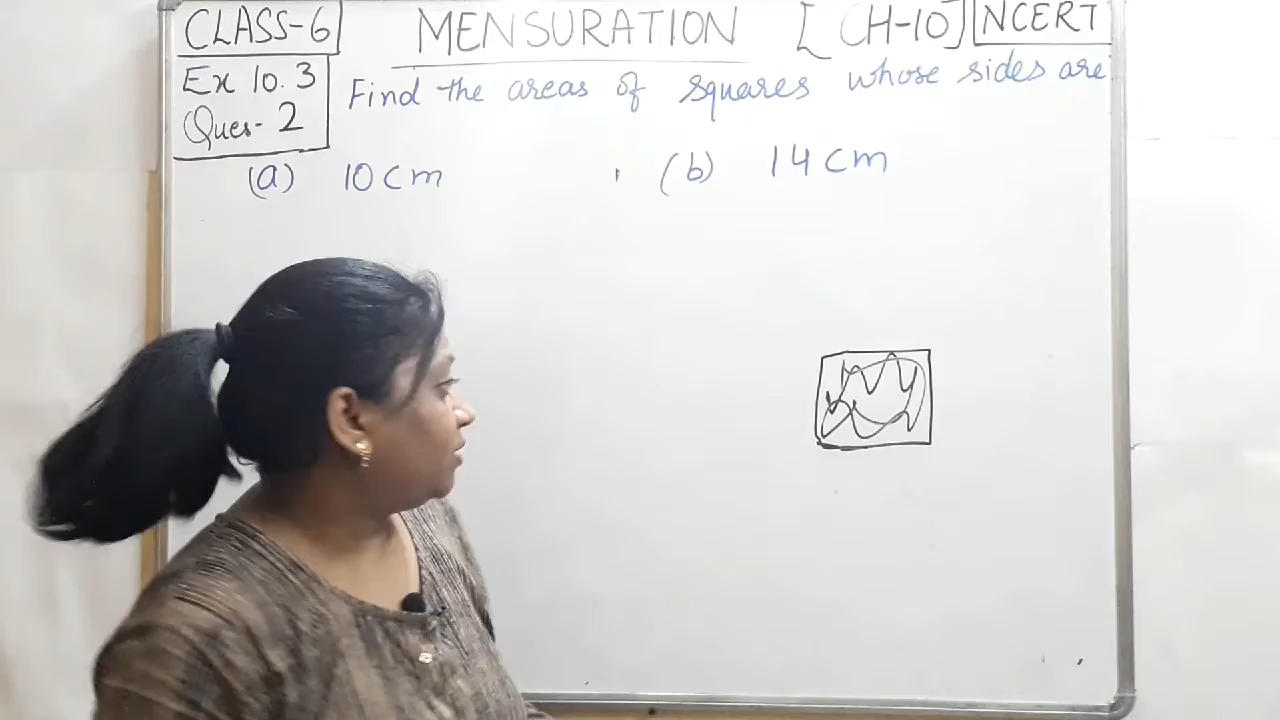 CLASS-6
MENSURATION [CH-10] NCERT
Ex 10.3
Ques- 2
Find the areas of squares whose sides are
(a) 10 cm
(b) 14 cm